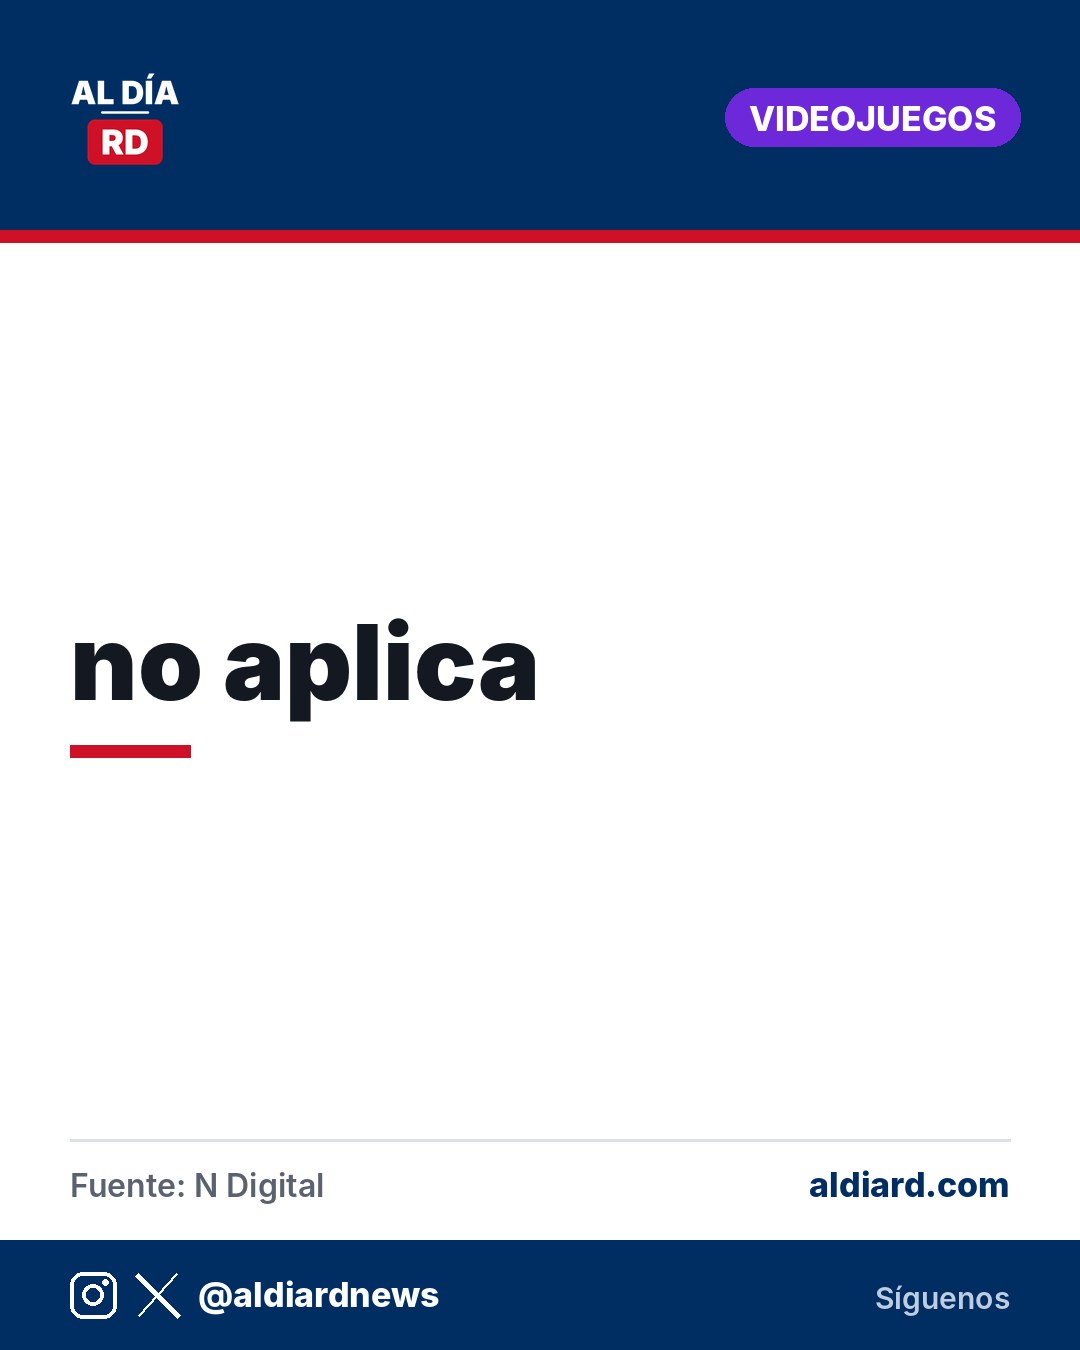 AL DÍA
RD
VIDEOJUEGOS
no aplica
Fuente: N Digital
aldiard.com
@aldiardnews
Síguenos